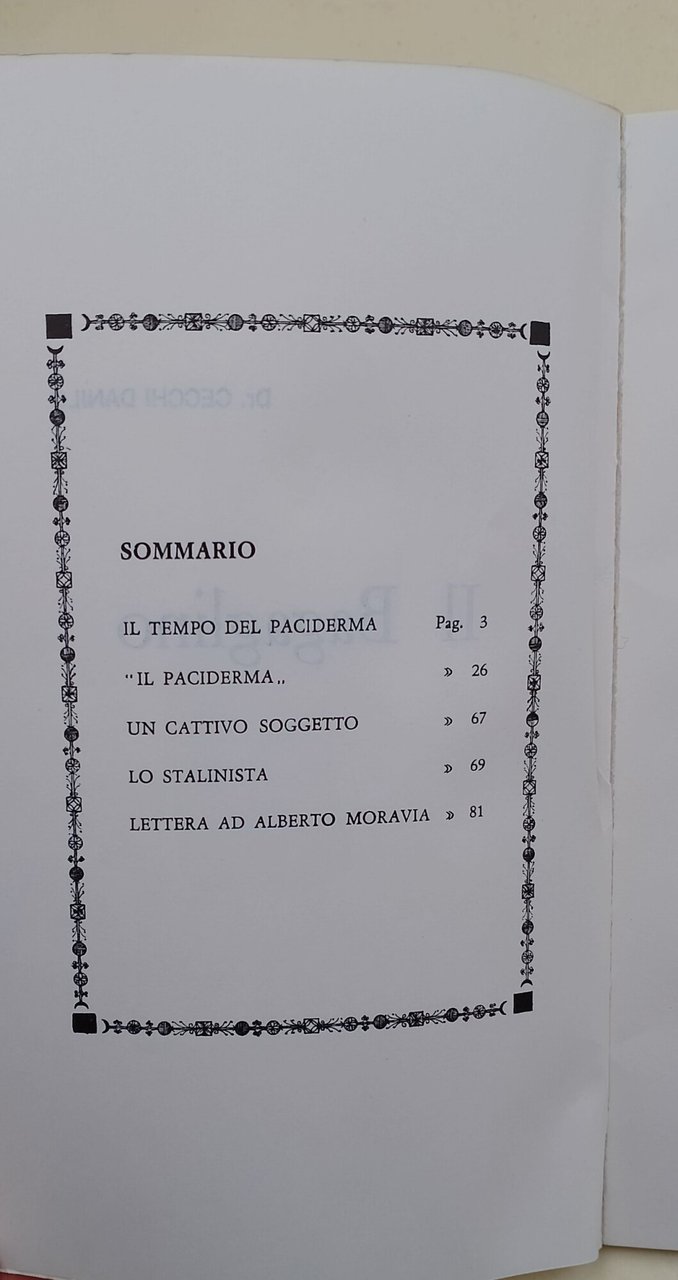 SOMMARIO
IL TEMPO DEL PACIDERMA Pag. 3
“IL PACIDERMA„ » 26
UN CATTIVO SOGGETTO » 67
LO STALINISTA » 69
LETTERA AD ALBERTO MORAVIA » 81